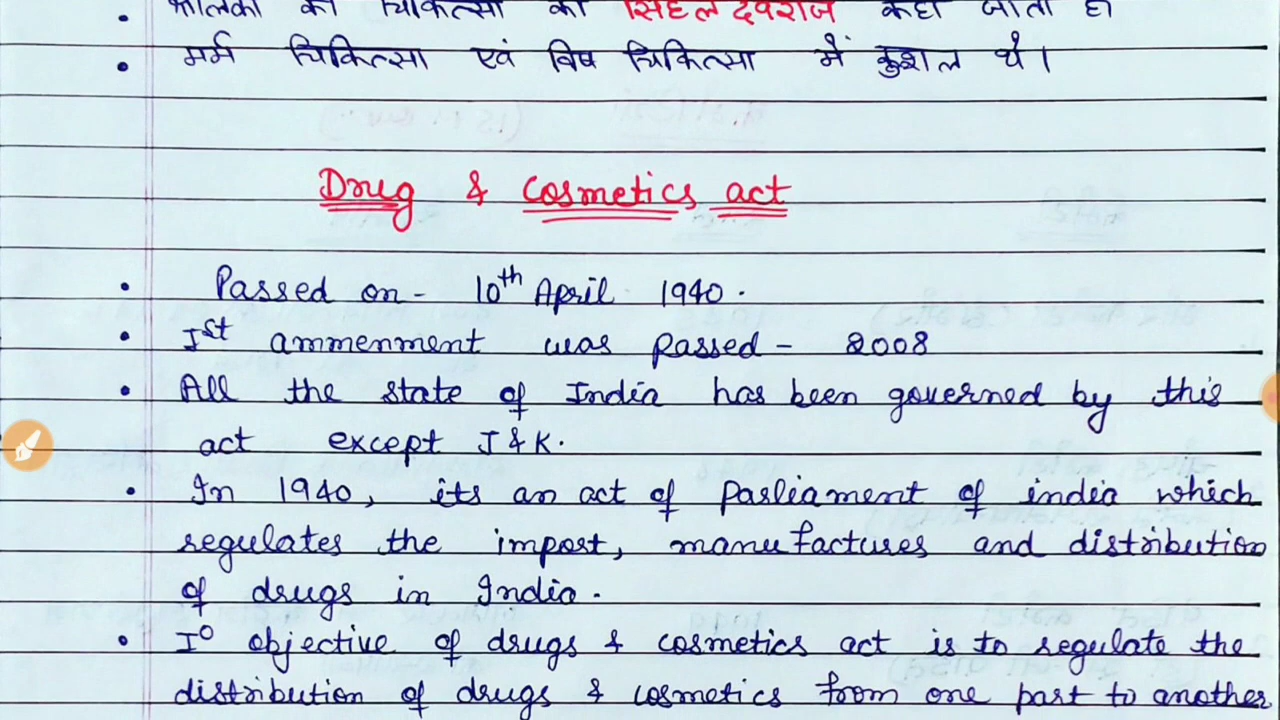 की चिकित्सा को सिंहल देवराज कहा जाता है
मर्म चिकित्सा एवं विष चिकित्सा में कुशल थे।
Drug & Cosmetics act
Passed on - 10th April 1940.
Ist ammenment was passed - 2008
All the state of India has been governed by this
act except J & K.
In 1940, its an act of Parliament of india which
regulates the import, manufactures and distribution
of drugs in India.
I° objective of drugs & cosmetics act is to regulate the
distribution of drugs & cosmetics from one part to another